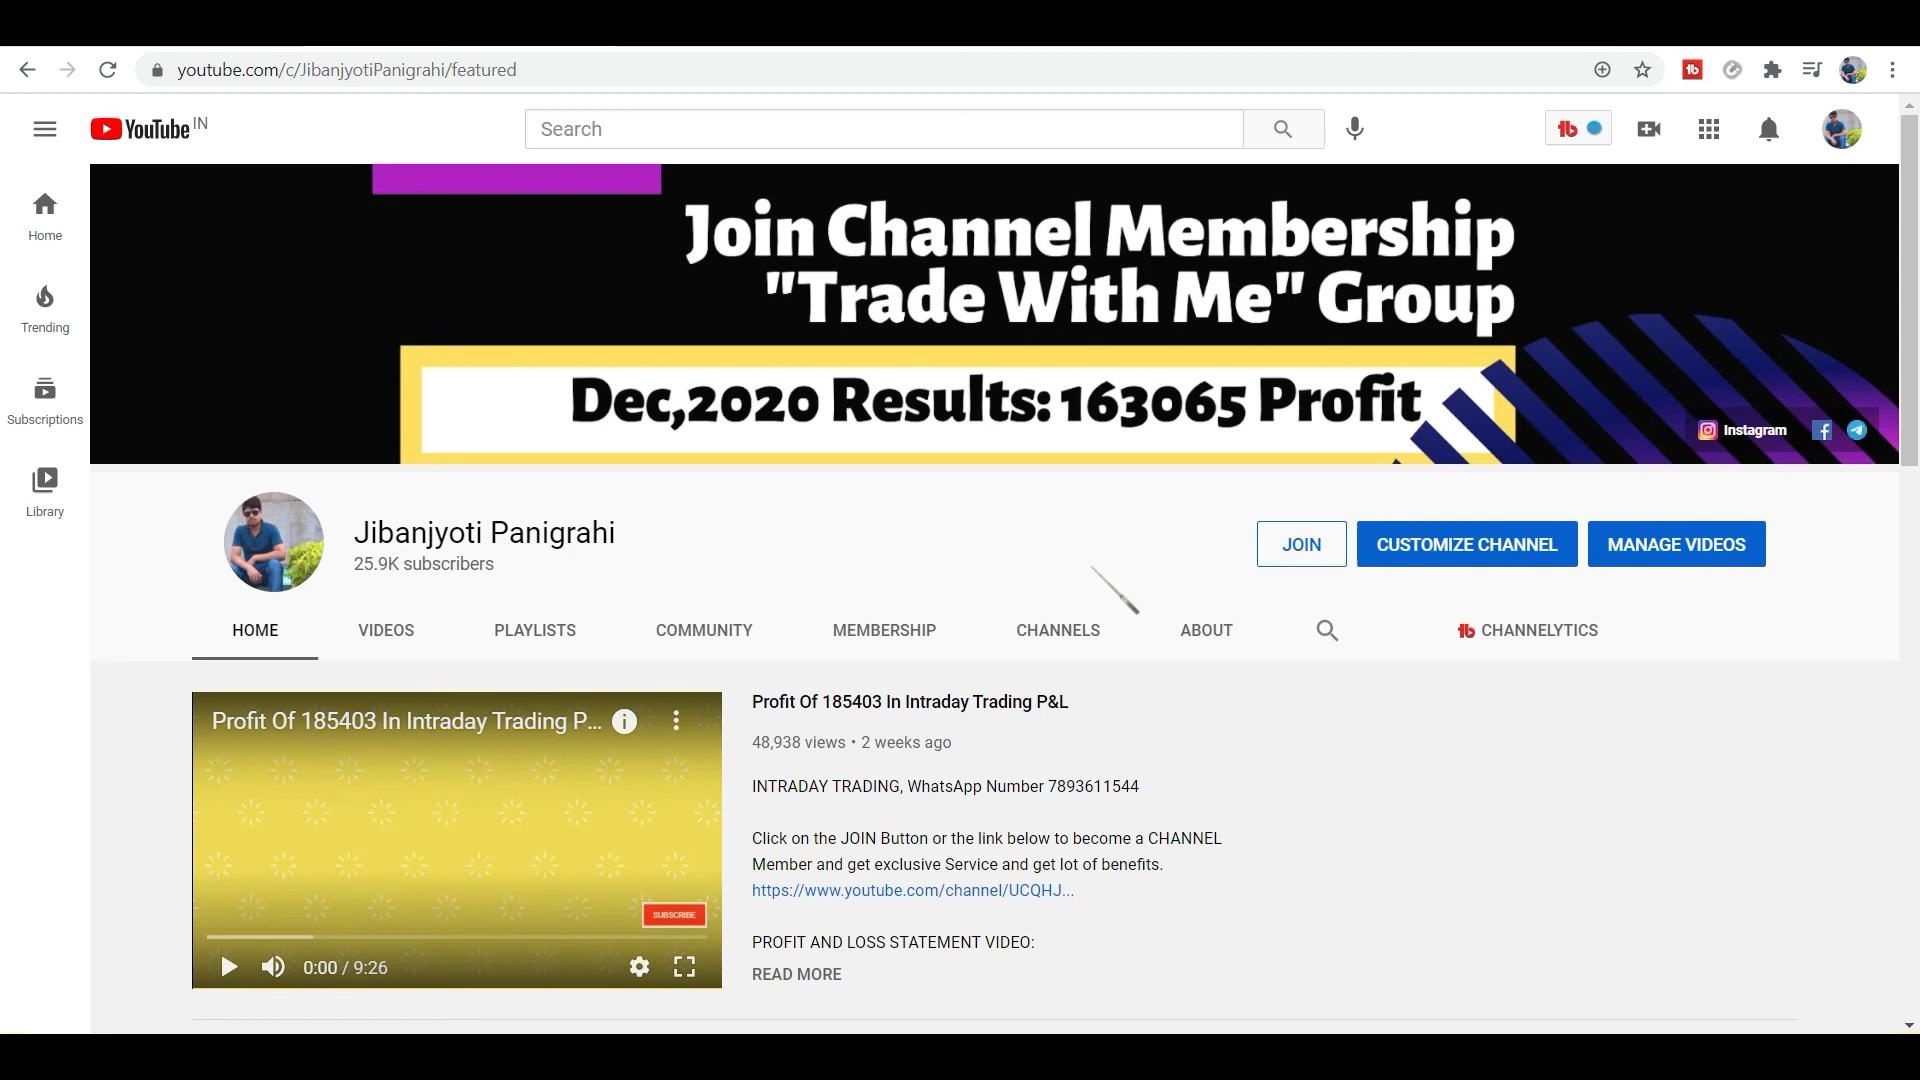 youtube.com/c/JibanjyotiPanigrahi/featured
YouTube IN
Search
Home
Trending
Subscriptions
Library
Join Channel Membership
"Trade With Me" Group
Dec,2020 Results: 163065 Profit
Instagram
Jibanjyoti Panigrahi
25.9K subscribers
JOIN
CUSTOMIZE CHANNEL
MANAGE VIDEOS
HOME
VIDEOS
PLAYLISTS
COMMUNITY
MEMBERSHIP
CHANNELS
ABOUT
CHANNELYTICS
Profit Of 185403 In Intraday Trading P...
SUBSCRIBE
0:00 / 9:26
Profit Of 185403 In Intraday Trading P&L
48,938 views • 2 weeks ago
INTRADAY TRADING, WhatsApp Number 7893611544
Click on the JOIN Button or the link below to become a CHANNEL
Member and get exclusive Service and get lot of benefits.
https://www.youtube.com/channel/UCQHJ...
PROFIT AND LOSS STATEMENT VIDEO:
READ MORE